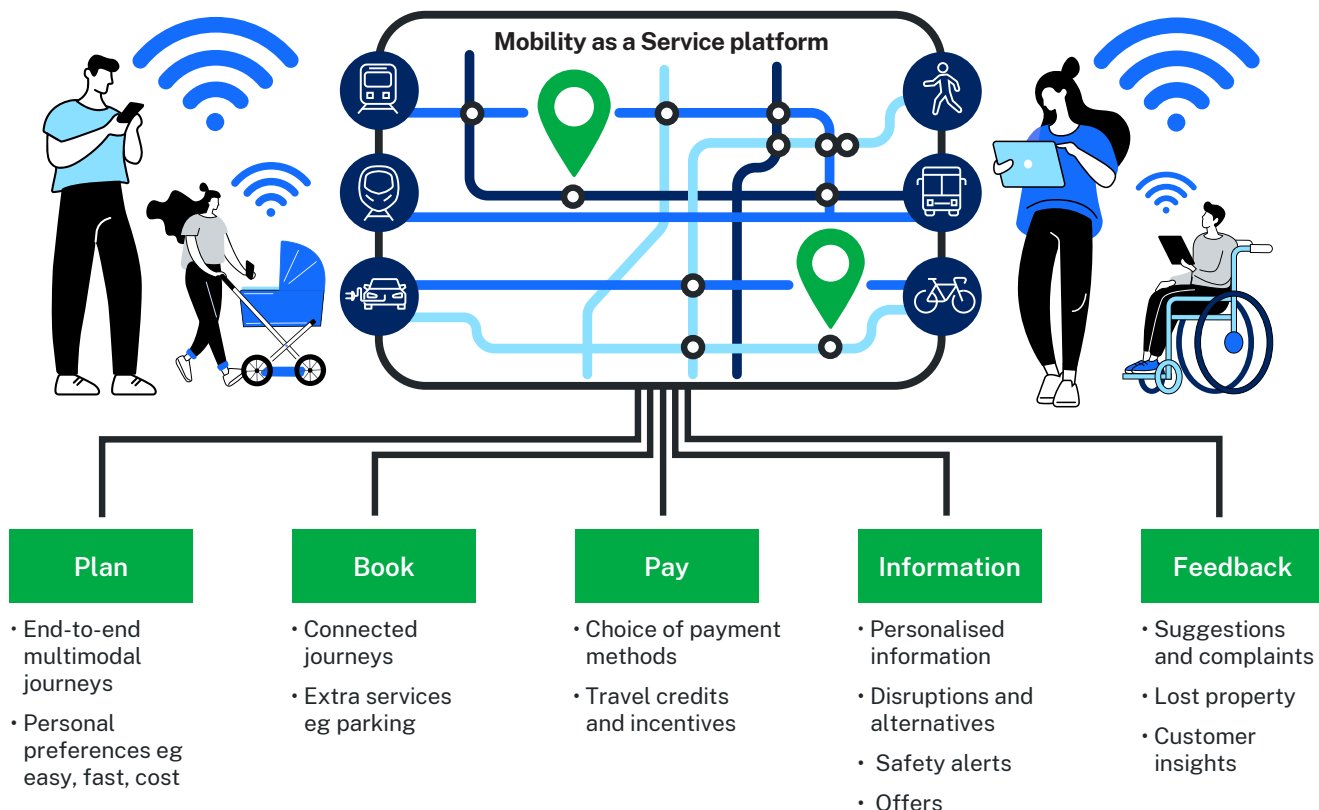 Mobility as a Service platform
Plan
• End-to-end
multimodal
journeys
• Personal
preferences eg
easy, fast, cost
Book
• Connected
journeys
• Extra services
eg parking
Pay
• Choice of payment
methods
• Travel credits
and incentives
Information
• Personalised
information
• Disruptions and
alternatives
• Safety alerts
• Offers
Feedback
• Suggestions
and complaints
• Lost property
• Customer
insights